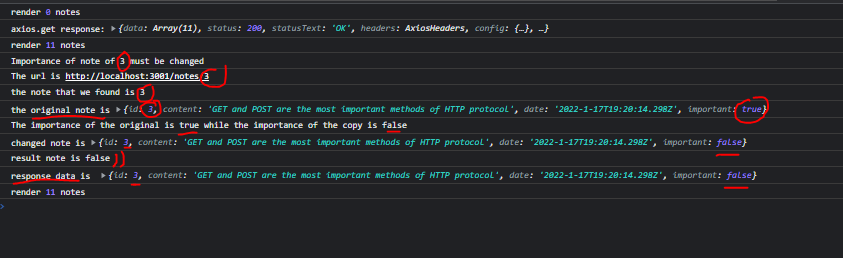 render 0 notes
axios.get response: ▶{data: Array(11), status: 200, statusText: 'OK', headers: AxiosHeaders, config: {…}, …}
render 11 notes
Importance of note of 3 must be changed
The url is http://localhost:3001/notes/3
the note that we found is 3
the original note is ▶{id: 3, content: 'GET and POST are the most important methods of HTTP protocol', date: '2022-1-17T19:20:14.298Z', important: true}
The importance of the original is true while the importance of the copy is false
changed note is ▶{id: 3, content: 'GET and POST are the most important methods of HTTP protocol', date: '2022-1-17T19:20:14.298Z', important: false}
result note is false
response data is ▶{id: 3, content: 'GET and POST are the most important methods of HTTP protocol', date: '2022-1-17T19:20:14.298Z', important: false}
render 11 notes
>